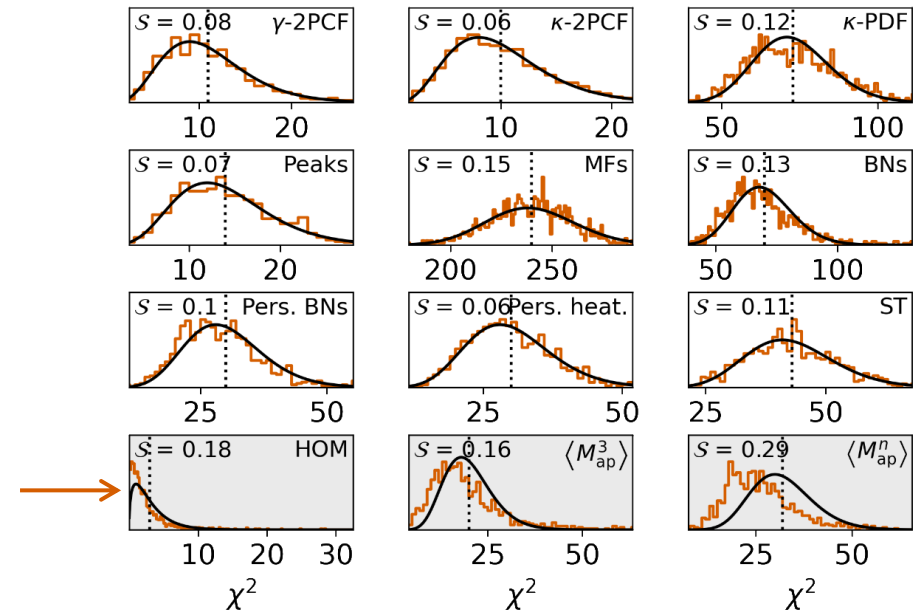 S = 0.08 γ-2PCF
S = 0.06 κ-2PCF
S = 0.12 κ-PDF
10 20
10 20
50 100
S = 0.07 Peaks
S = 0.15 MFs
S = 0.13 BNs
10 20
200 250
50 100
S = 0.1 Pers. BNs
S = 0.06 Pers. heat.
S = 0.11 ST
25 50
25 50
25 50
S = 0.18 HOM
S = 0.16 ⟨M_ap^3⟩
S = 0.29 ⟨M_ap^n⟩
10 20 30
25 50
25 50
χ²
χ²
χ²